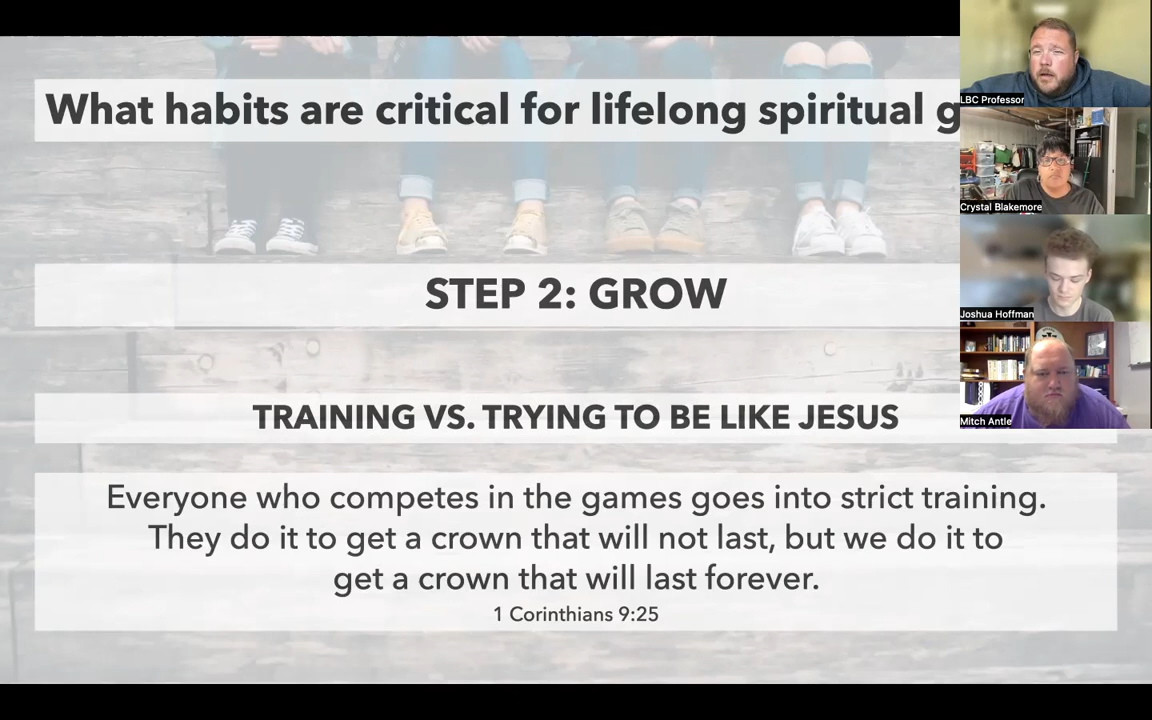 What habits are critical for lifelong spiritual g
STEP 2: GROW
TRAINING VS. TRYING TO BE LIKE JESUS
Everyone who competes in the games goes into strict training.
They do it to get a crown that will not last, but we do it to
get a crown that will last forever.
1 Corinthians 9:25
LBC Professor
Crystal Blakemore
Joshua Hoffman
Mitch Antle